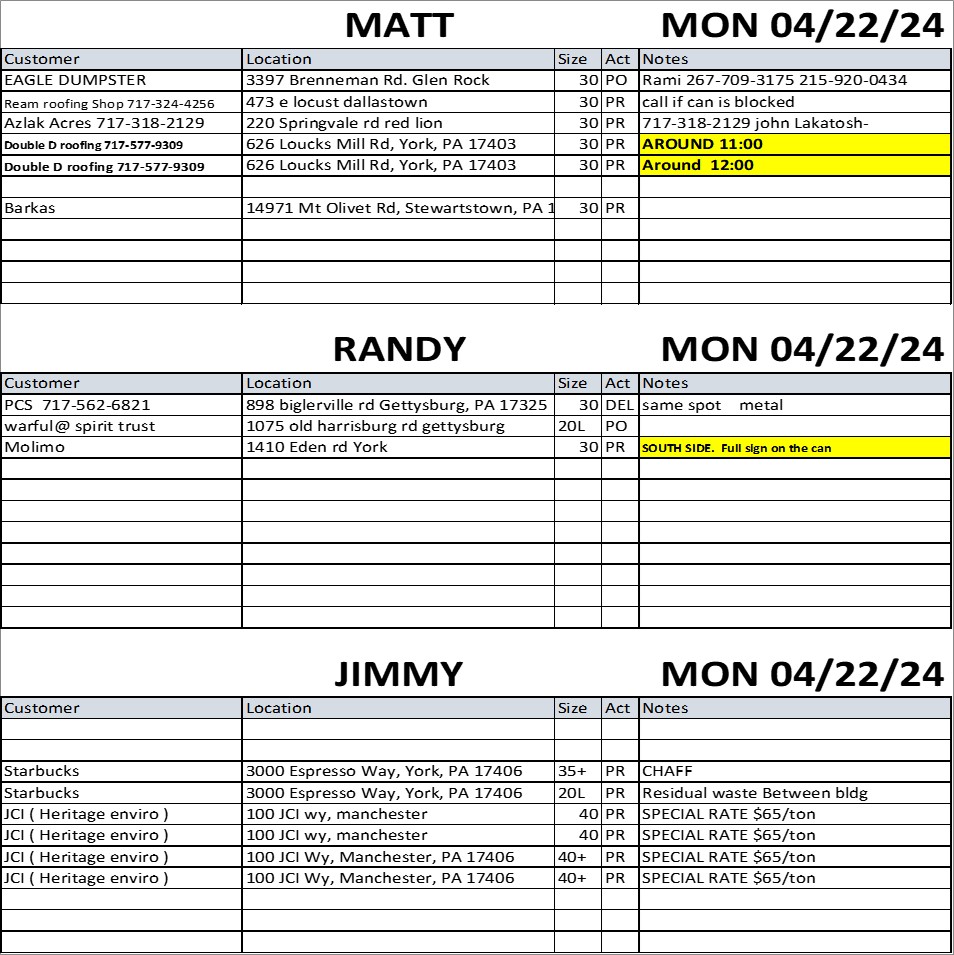 MATT MON 04/22/24
Customer Location Size Act Notes
EAGLE DUMPSTER 3397 Brenneman Rd. Glen Rock 30 PO Rami 267-709-3175 215-920-0434
Ream roofing Shop 717-324-4256 473 e locust dallastown 30 PR call if can is blocked
Azlak Acres 717-318-2129 220 Springvale rd red lion 30 PR 717-318-2129 john Lakatosh-
Double D roofing 717-577-9309 626 Loucks Mill Rd, York, PA 17403 30 PR AROUND 11:00
Double D roofing 717-577-9309 626 Loucks Mill Rd, York, PA 17403 30 PR Around 12:00
Barkas 14971 Mt Olivet Rd, Stewartstown, PA 1 30 PR
RANDY MON 04/22/24
Customer Location Size Act Notes
PCS 717-562-6821 898 biglerville rd Gettysburg, PA 17325 30 DEL same spot metal
warful@ spirit trust 1075 old harrisburg rd gettysburg 20L PO
Molimo 1410 Eden rd York 30 PR SOUTH SIDE. Full sign on the can
JIMMY MON 04/22/24
Customer Location Size Act Notes
Starbucks 3000 Espresso Way, York, PA 17406 35+ PR CHAFF
Starbucks 3000 Espresso Way, York, PA 17406 20L PR Residual waste Between bldg
JCI ( Heritage enviro ) 100 JCI wy, manchester 40 PR SPECIAL RATE $65/ton
JCI ( Heritage enviro ) 100 JCI wy, manchester 40 PR SPECIAL RATE $65/ton
JCI ( Heritage enviro ) 100 JCI Wy, Manchester, PA 17406 40+ PR SPECIAL RATE $65/ton
JCI ( Heritage enviro ) 100 JCI Wy, Manchester, PA 17406 40+ PR SPECIAL RATE $65/ton